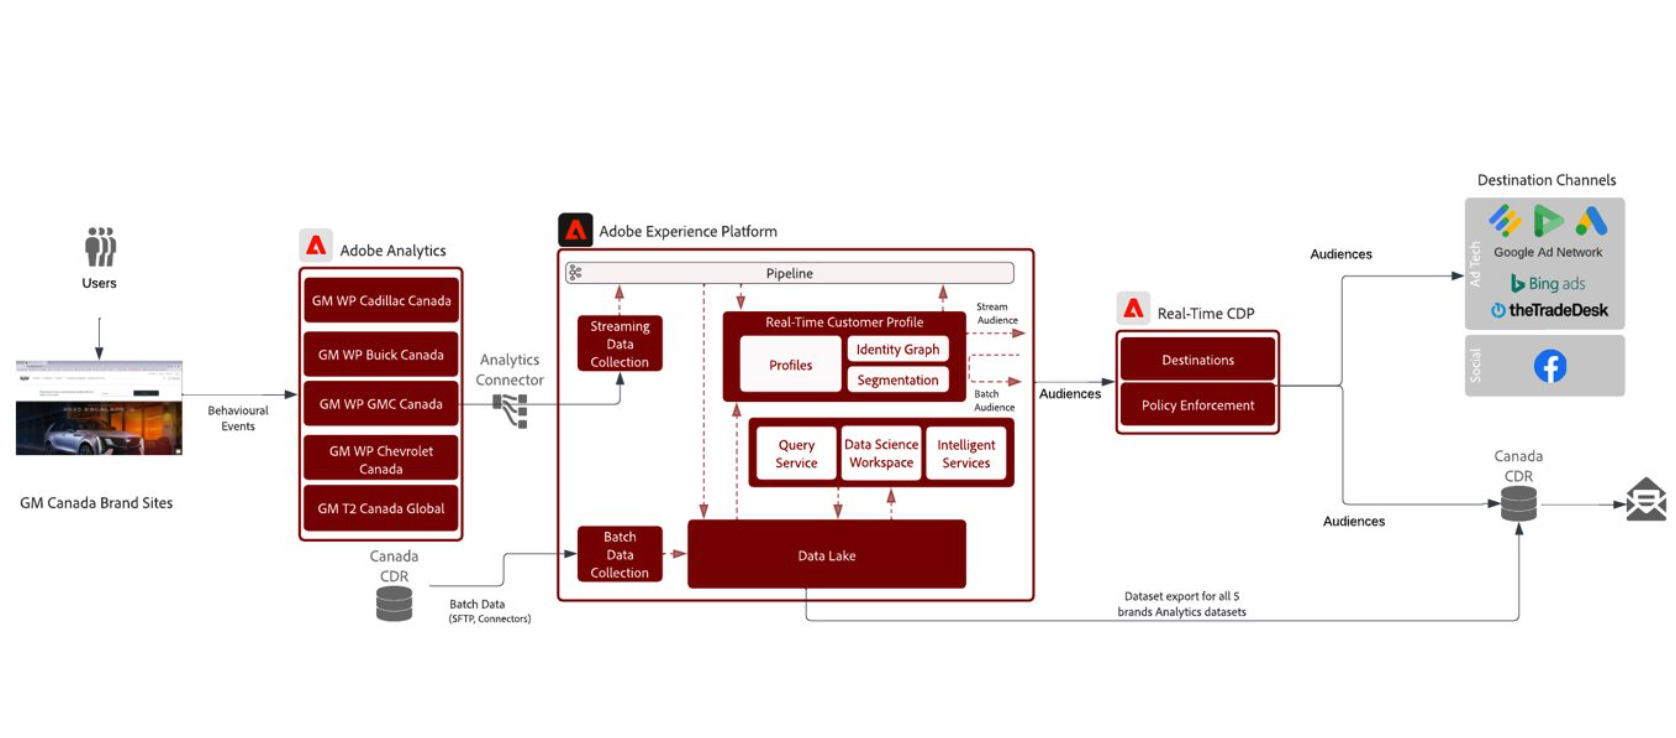 Users
GM Canada Brand Sites
Behavioural
Events
Adobe Analytics
GM WP Cadillac Canada
GM WP Buick Canada
GM WP GMC Canada
GM WP Chevrolet
Canada
GM T2 Canada Global
Canada
CDR
Batch Data
(SFTP, Connectors)
Analytics
Connector
Adobe Experience Platform
Pipeline
Streaming
Data
Collection
Real-Time Customer Profile
Profiles
Identity Graph
Segmentation
Stream
Audience
Batch
Audience
Query
Service
Data Science
Workspace
Intelligent
Services
Batch
Data
Collection
Data Lake
Audiences
Real-Time CDP
Destinations
Policy Enforcement
Audiences
Audiences
Dataset export for all 5
brands Analytics datasets
Destination Channels
Ad Tech
Google Ad Network
Bing ads
theTradeDesk
Social
Canada
CDR